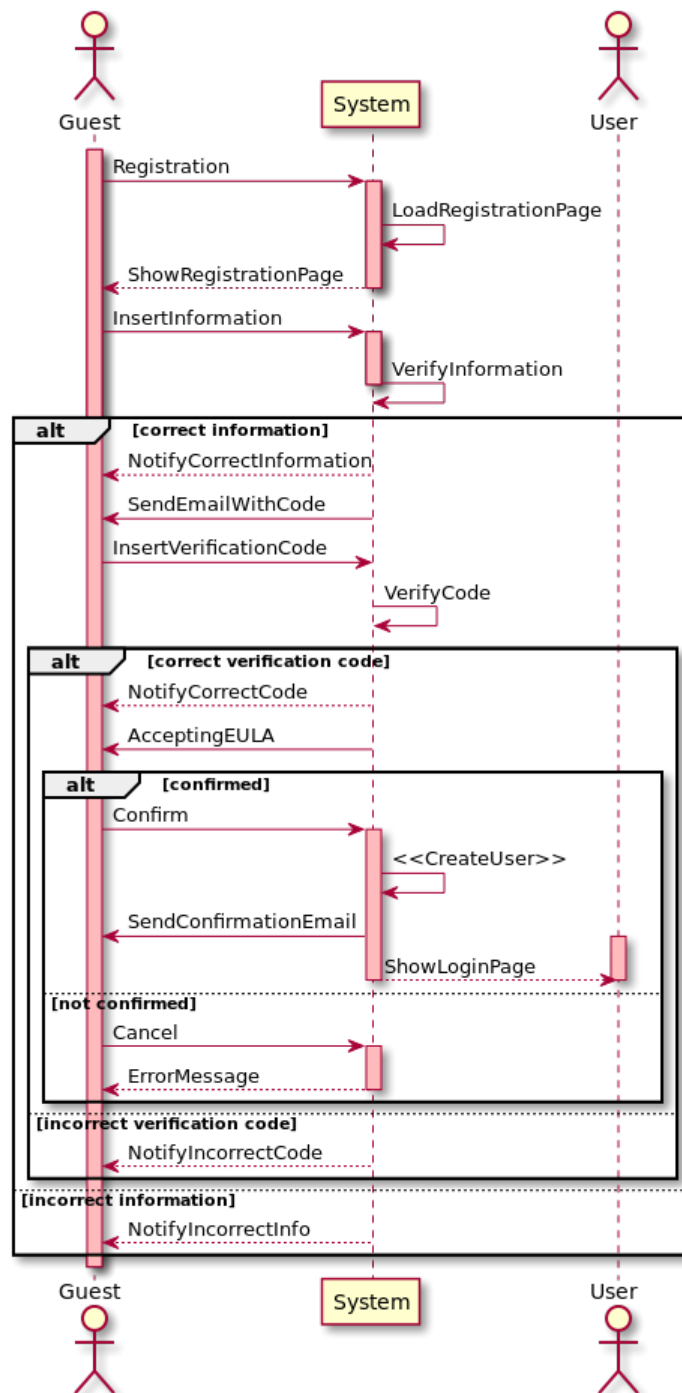 Guest
System
User
Registration
LoadRegistrationPage
ShowRegistrationPage
InsertInformation
VerifyInformation
alt [correct information]
NotifyCorrectInformation
SendEmailWithCode
InsertVerificationCode
VerifyCode
alt [correct verification code]
NotifyCorrectCode
AcceptingEULA
alt [confirmed]
Confirm
<<CreateUser>>
SendConfirmationEmail
ShowLoginPage
[not confirmed]
Cancel
ErrorMessage
[incorrect verification code]
NotifyIncorrectCode
[incorrect information]
NotifyIncorrectInfo
Guest
System
User